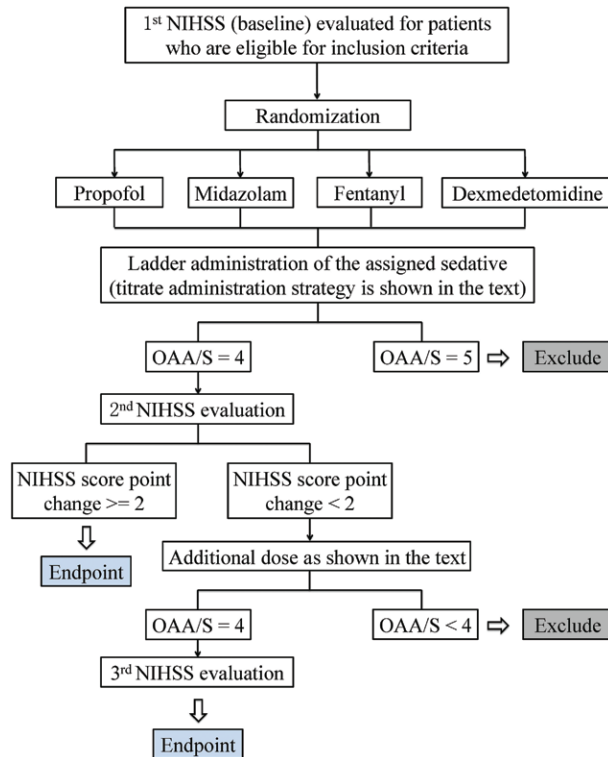 1st NIHSS (baseline) evaluated for patients
who are eligible for inclusion criteria
Randomization
Propofol
Midazolam
Fentanyl
Dexmedetomidine
Ladder administration of the assigned sedative
(titrate administration strategy is shown in the text)
OAA/S = 4
OAA/S = 5
Exclude
2nd NIHSS evaluation
NIHSS score point
change >= 2
NIHSS score point
change < 2
Endpoint
Additional dose as shown in the text
OAA/S = 4
OAA/S < 4
Exclude
3rd NIHSS evaluation
Endpoint